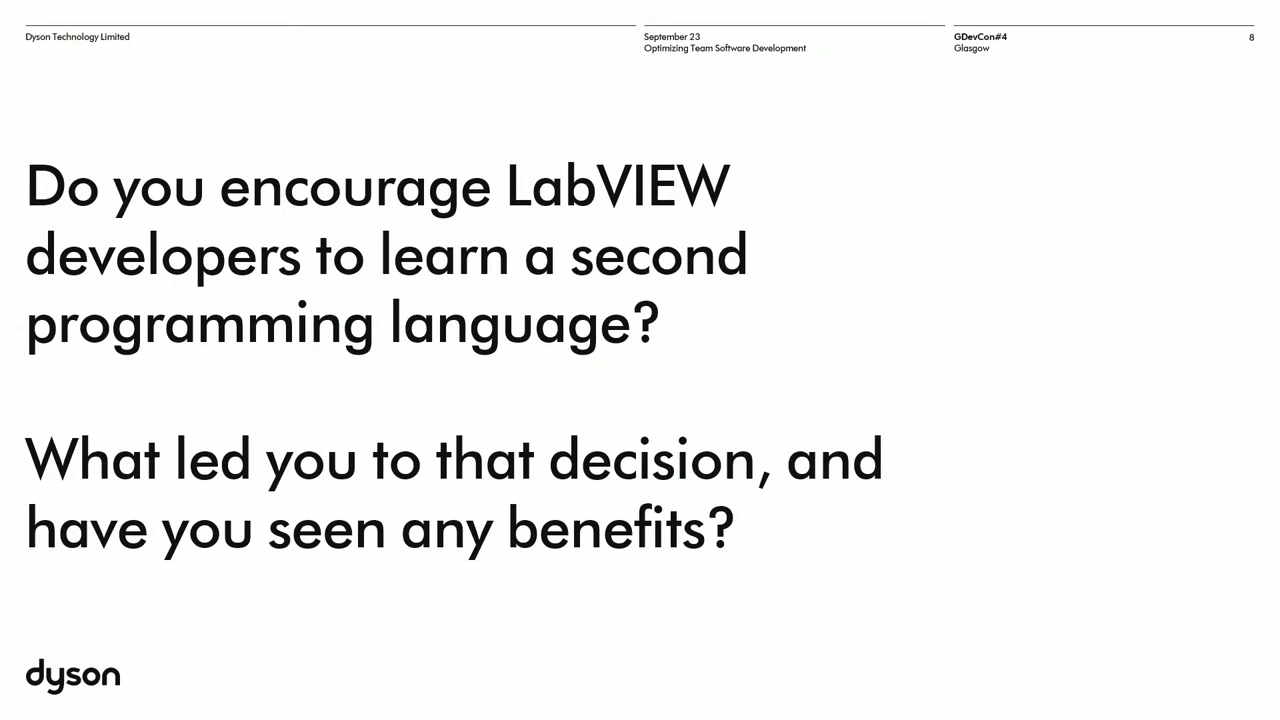 Dyson Technology Limited
September 23
Optimizing Team Software Development
GDevCon#4
Glasgow
8
Do you encourage LabVIEW
developers to learn a second
programming language?
What led you to that decision, and
have you seen any benefits?
dyson